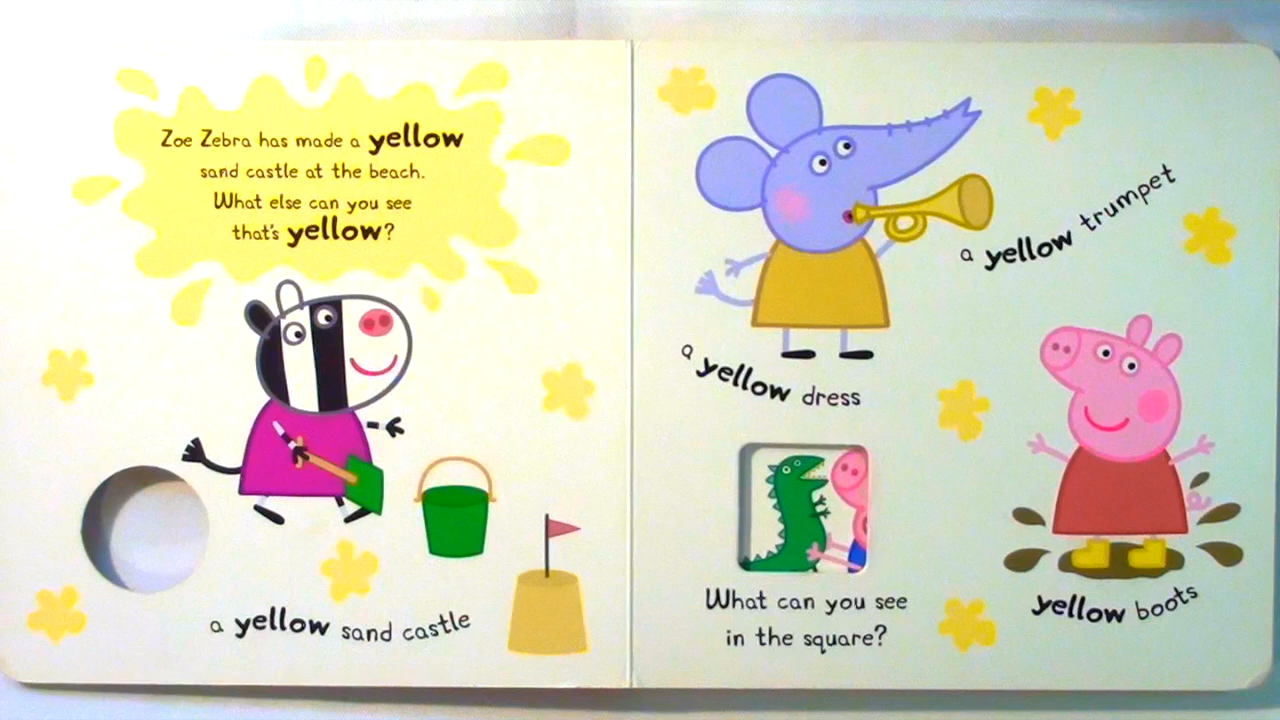 Zoe Zebra has made a yellow
sand castle at the beach.
What else can you see
that's yellow?
a yellow sand castle
a yellow trumpet
a yellow dress
What can you see
in the square?
yellow boots